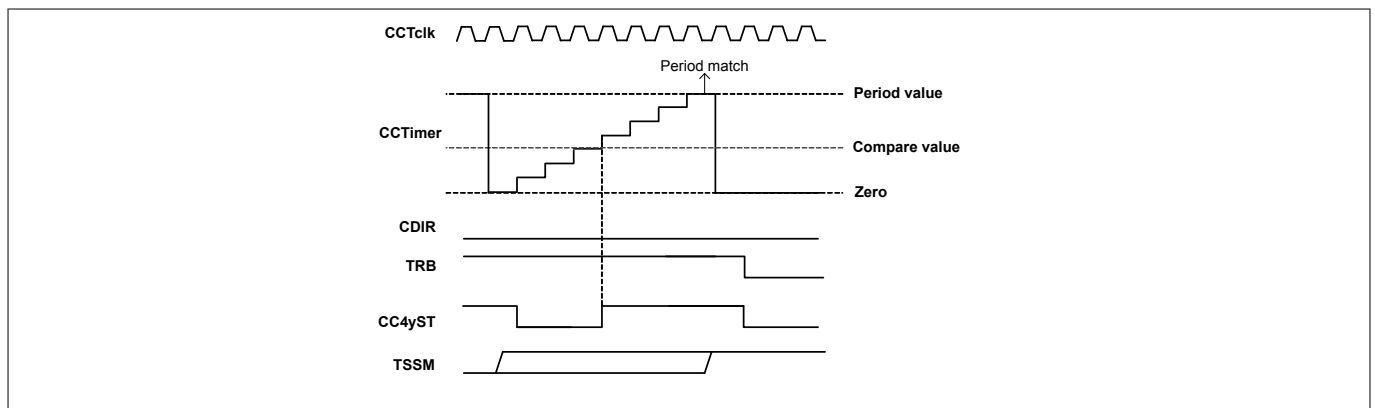 CCTclk
Period match
Period value
CCTimer
Compare value
Zero
CDIR
TRB
CC4yST
TSSM